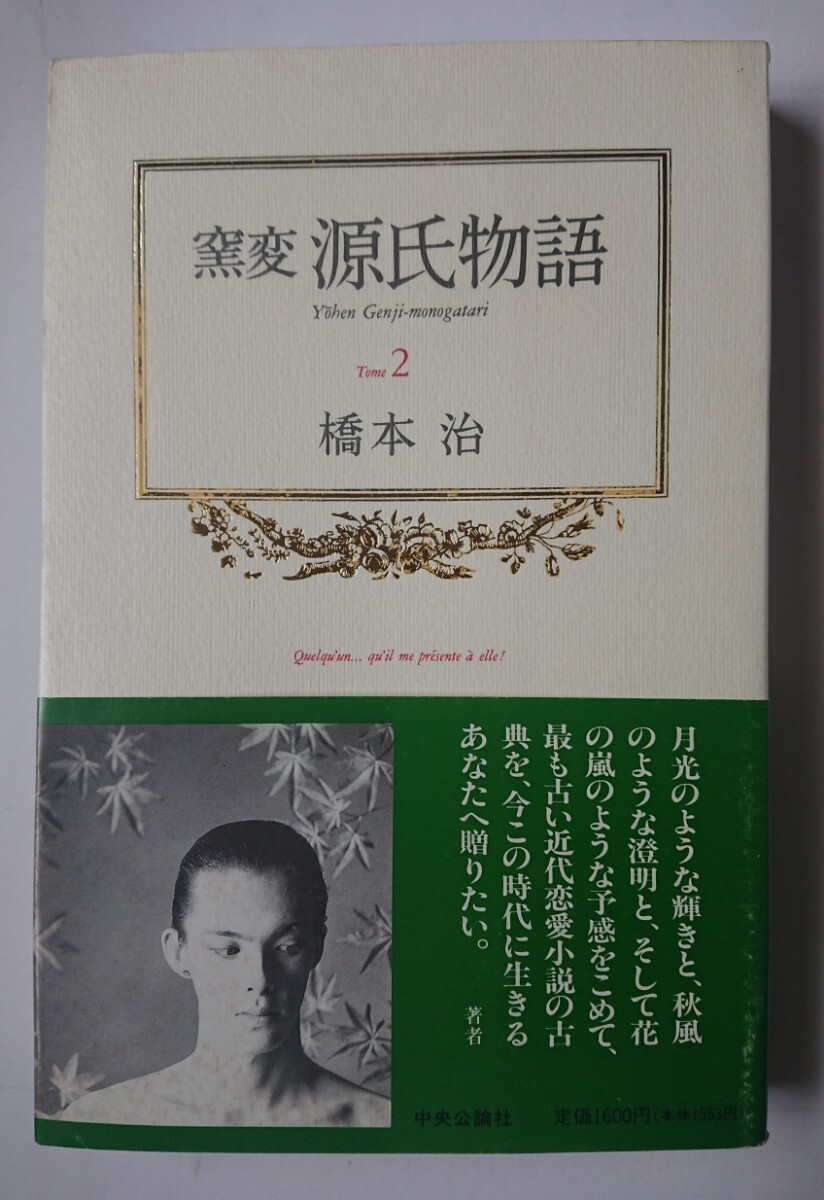 窯変 源氏物語
Yōhen Genji-monogatari
Tome 2
橋本 治
Quelqu'un... qu'il me présente à elle!
月光のような輝きと、秋風
のような澄明と、そして花
の嵐のような予感をこめて、
最も古い近代恋愛小説の古
典を、今この時代に生きる
あなたへ贈りたい。
著者
中央公論社 定価1600円(本体1553円)